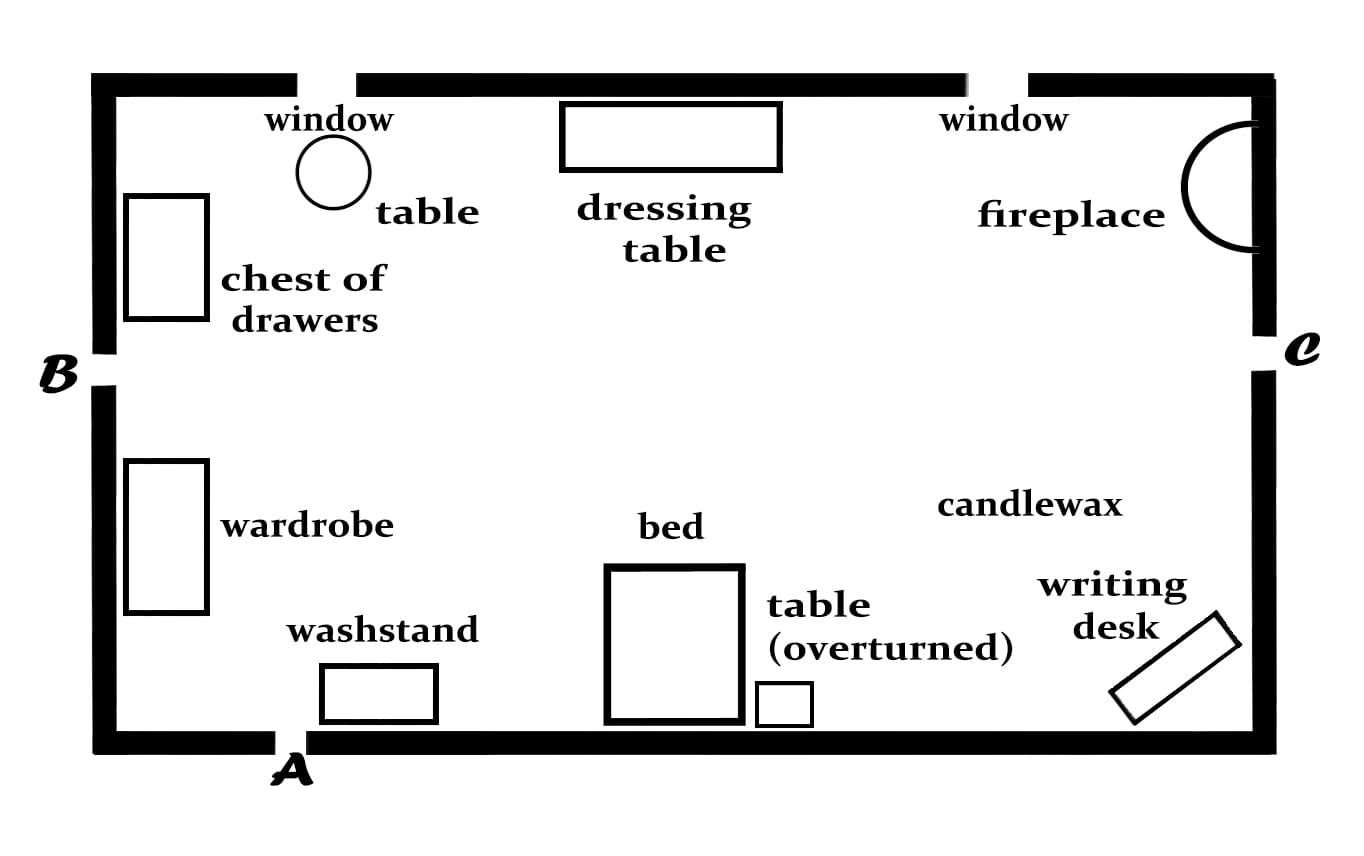 window
window
table
dressing
table
fireplace
chest of
drawers
B
C
candlewax
wardrobe
bed
writing
desk
table
(overturned)
washstand
A